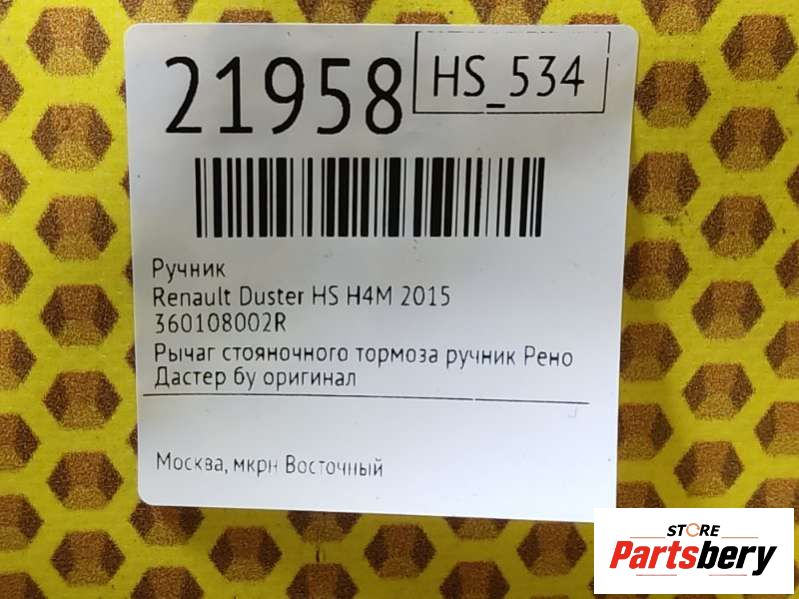 21958
HS_534
Ручник
Renault Duster HS H4M 2015
360108002R
Рычаг стояночного тормоза ручник Рено
Дастер бу оригинал
Москва, мкрн Восточный
STORE
Partsbery